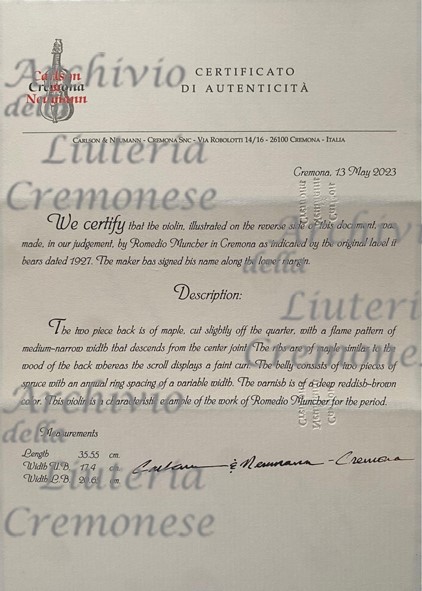 Carlson
Cremona
Neumann
CERTIFICATO
DI AUTENTICITÀ
CARLSON & NEUMANN - CREMONA SNC - VIA ROBOLOTTI 14/16 - 26100 CREMONA - ITALIA
Cremona, 13 May 2023
We certify that the violin, illustrated on the reverse side of this document, was
made, in our judgement, by Romedio Muncher in Cremona as indicated by the original label it
bears dated 1927. The maker has signed his name along the lower margin.
Description:
The two piece back is of maple, cut slightly off the quarter, with a flame pattern of
medium-narrow width that descends from the center joint. The ribs are of maple similar to the
wood of the back whereas the scroll displays a faint curl. The belly consists of two pieces of
spruce with an annual ring spacing of a variable width. The varnish is of a deep reddish-brown
color. This violin is a characteristic example of the work of Romedio Muncher for the period.
Measurements
Length 35.55 cm.
Width U.B. 17.4 cm.
Width L.B. 20.65 cm.
Carlson & Neumann - Cremona
Archivio
della
Liuteria
Cremonese
della
Liuteria
Cremonese
Archivio
della
Liuteria
Cremonese